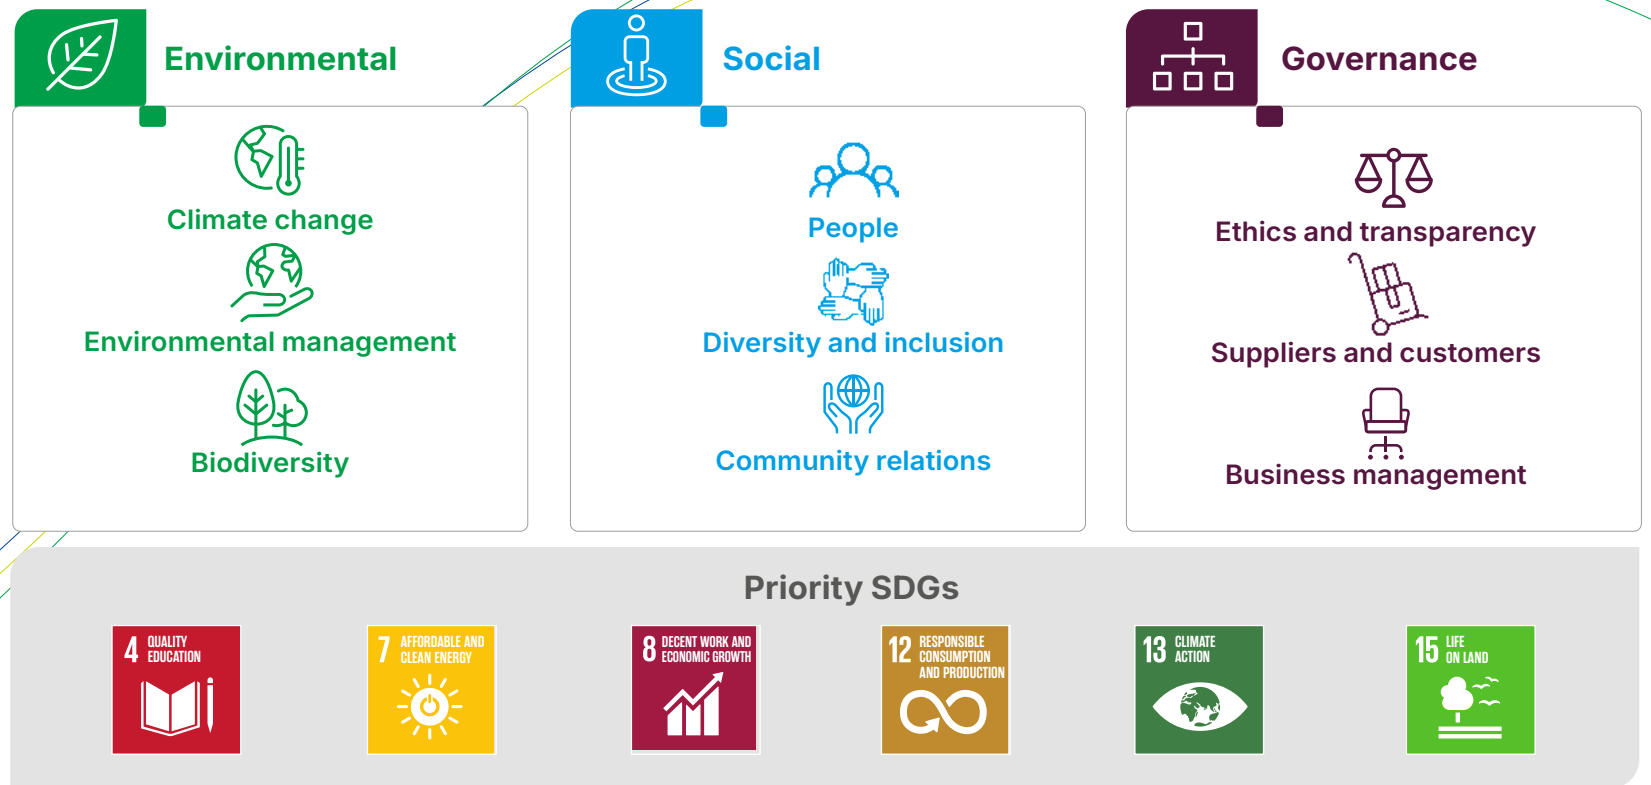 Environmental
Climate change
Environmental management
Biodiversity
Social
People
Diversity and inclusion
Community relations
Governance
Ethics and transparency
Suppliers and customers
Business management
Priority SDGs
4 QUALITY
EDUCATION
7 AFFORDABLE AND
CLEAN ENERGY
8 DECENT WORK AND
ECONOMIC GROWTH
12 RESPONSIBLE
CONSUMPTION
AND PRODUCTION
13 CLIMATE
ACTION
15 LIFE
ON LAND